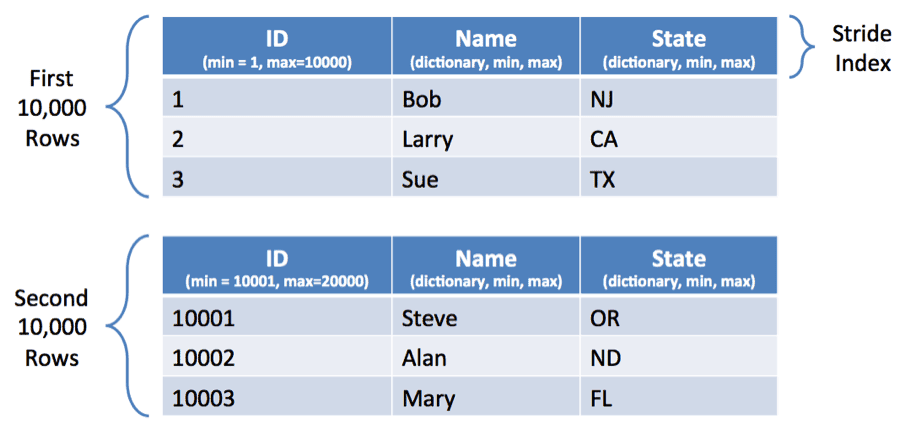 ID Name State
(min = 1, max=10000) (dictionary, min, max) (dictionary, min, max)
Stride
Index
First
10,000
Rows
1 Bob NJ
2 Larry CA
3 Sue TX
ID Name State
(min = 10001, max=20000) (dictionary, min, max) (dictionary, min, max)
Second
10,000
Rows
10001 Steve OR
10002 Alan ND
10003 Mary FL